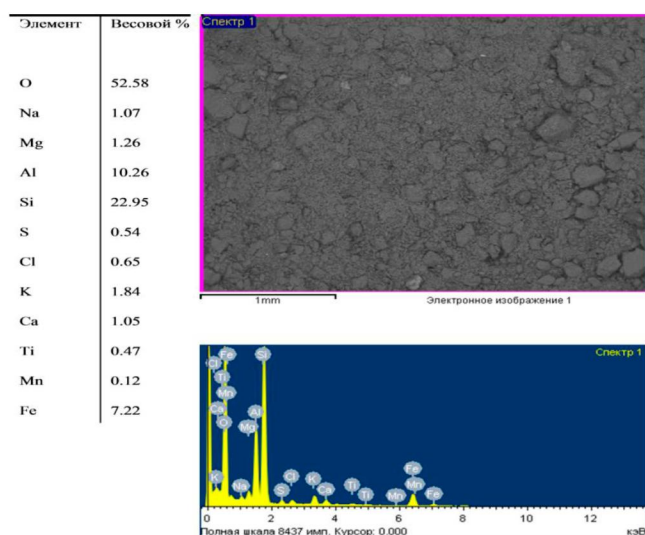 Элемент Весовой %
O 52.58
Na 1.07
Mg 1.26
Al 10.26
Si 22.95
S 0.54
Cl 0.65
K 1.84
Ca 1.05
Ti 0.47
Mn 0.12
Fe 7.22
Спектр 1
1mm Электронное изображение 1
Спектр 1
Cl Fe Si
Ti
Mn
Ca Al
O Mg
K Na S Cl K Ca Ti Ti Mn Fe Mn Fe
0 2 4 6 8 10 12
Полная шкала 8437 имп. Курсор: 0.000 кэВ